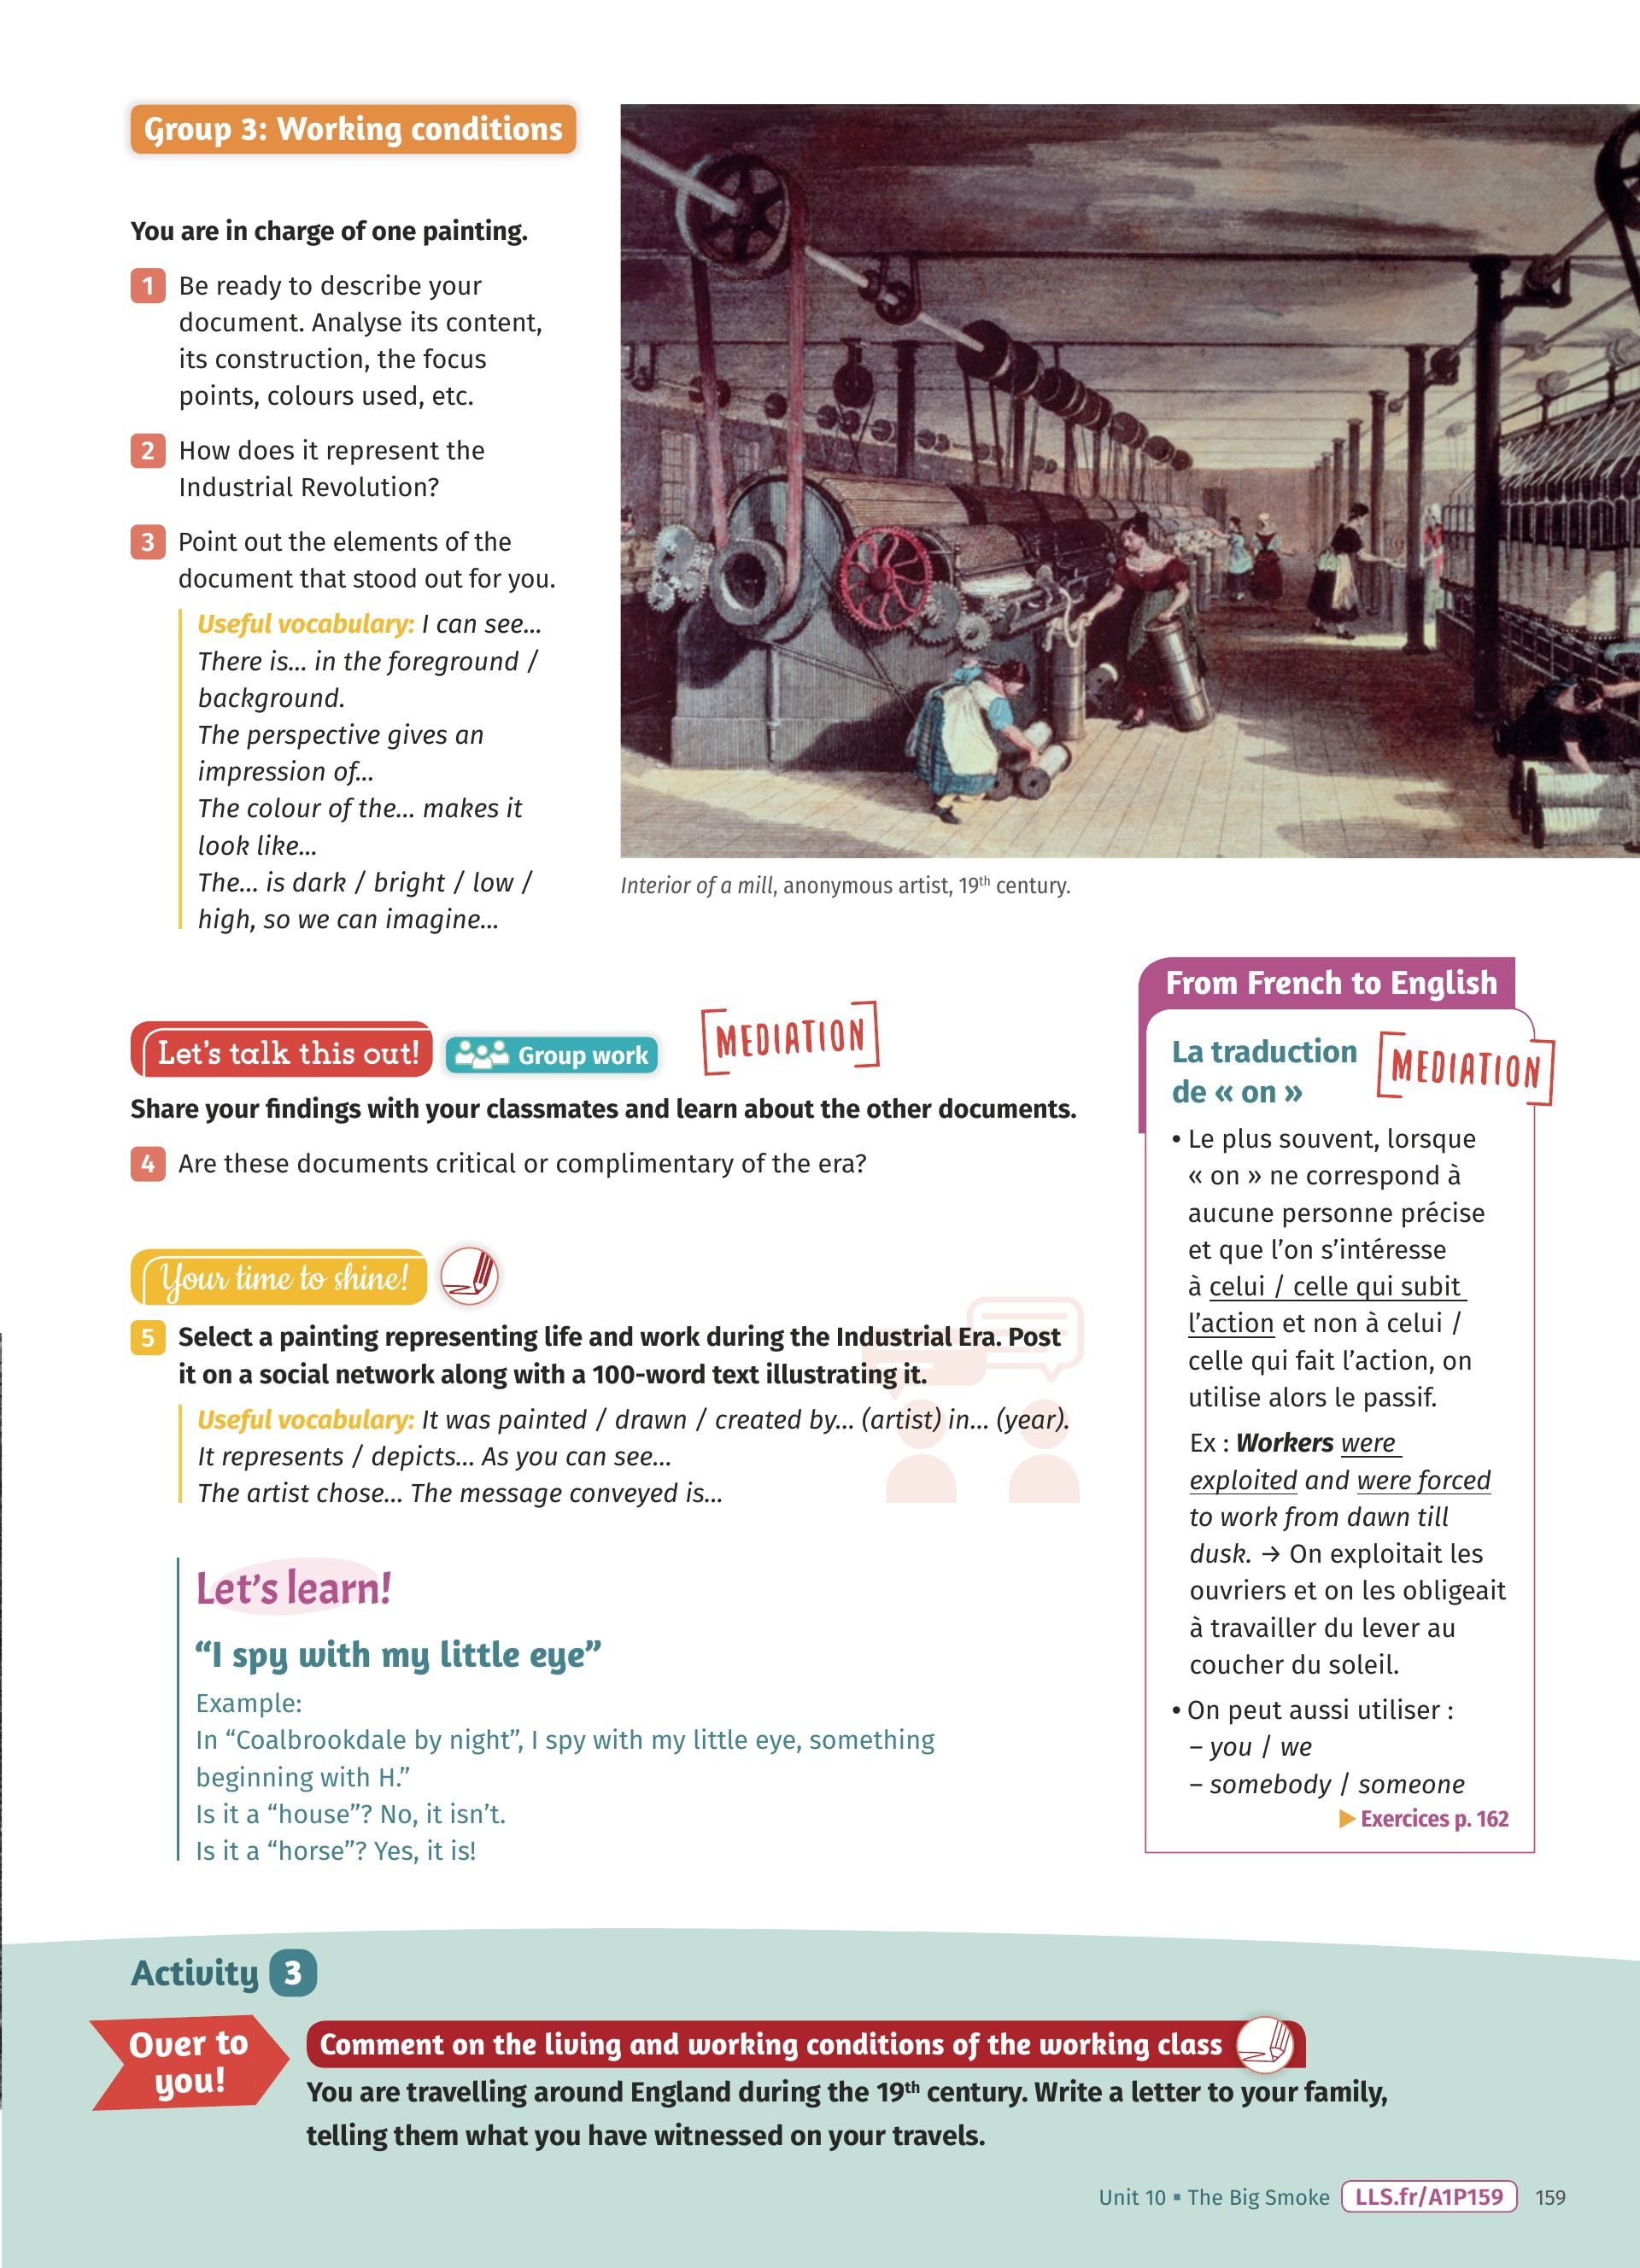 Group 3: Working conditions
You are in charge of one painting.
1 Be ready to describe your
document. Analyse its content,
its construction, the focus
points, colours used, etc.
2 How does it represent the
Industrial Revolution?
3 Point out the elements of the
document that stood out for you.
Useful vocabulary: I can see...
There is... in the foreground /
background.
The perspective gives an
impression of...
The colour of the... makes it
look like...
The... is dark / bright / low /
high, so we can imagine...
Interior of a mill, anonymous artist, 19th century.
Let's talk this out! Group work MEDIATION
Share your findings with your classmates and learn about the other documents.
4 Are these documents critical or complimentary of the era?
Your time to shine!
5 Select a painting representing life and work during the Industrial Era. Post
it on a social network along with a 100-word text illustrating it.
Useful vocabulary: It was painted / drawn / created by... (artist) in... (year).
It represents / depicts... As you can see...
The artist chose... The message conveyed is...
Let's learn!
“I spy with my little eye”
Example:
In “Coalbrookdale by night”, I spy with my little eye, something
beginning with H.”
Is it a “house”? No, it isn't.
Is it a “horse”? Yes, it is!
From French to English
La traduction
de « on »
MEDIATION
• Le plus souvent, lorsque
« on » ne correspond à
aucune personne précise
et que l'on s'intéresse
à celui / celle qui subit
l'action et non à celui /
celle qui fait l'action, on
utilise alors le passif.
Ex : Workers were
exploited and were forced
to work from dawn till
dusk. → On exploitait les
ouvriers et on les obligeait
à travailler du lever au
coucher du soleil.
• On peut aussi utiliser :
– you / we
– somebody / someone
▶ Exercices p. 162
Activity 3
Over to
you!
Comment on the living and working conditions of the working class
You are travelling around England during the 19th century. Write a letter to your family,
telling them what you have witnessed on your travels.
Unit 10 ▪ The Big Smoke LLS.fr/A1P159 159